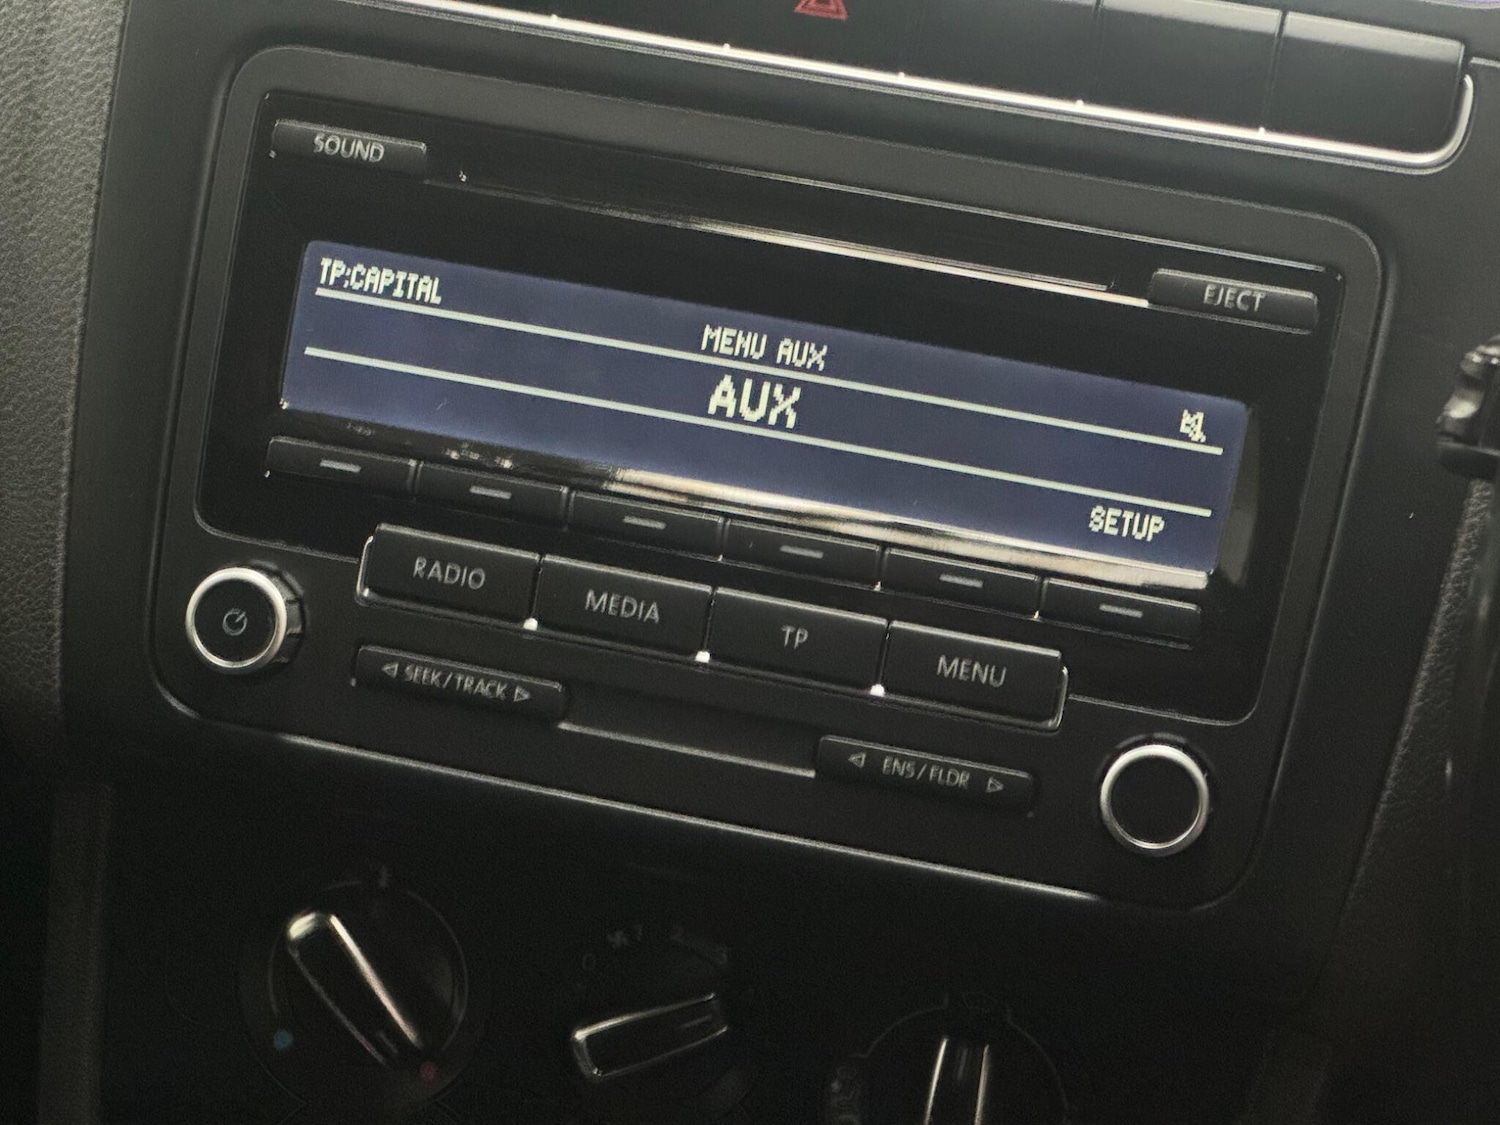 SOUND
EJECT
TP:CAPITAL
MENU AUX
AUX
SETUP
RADIO
MEDIA
TP
MENU
SEEK/TRACK
ENS/FLDR